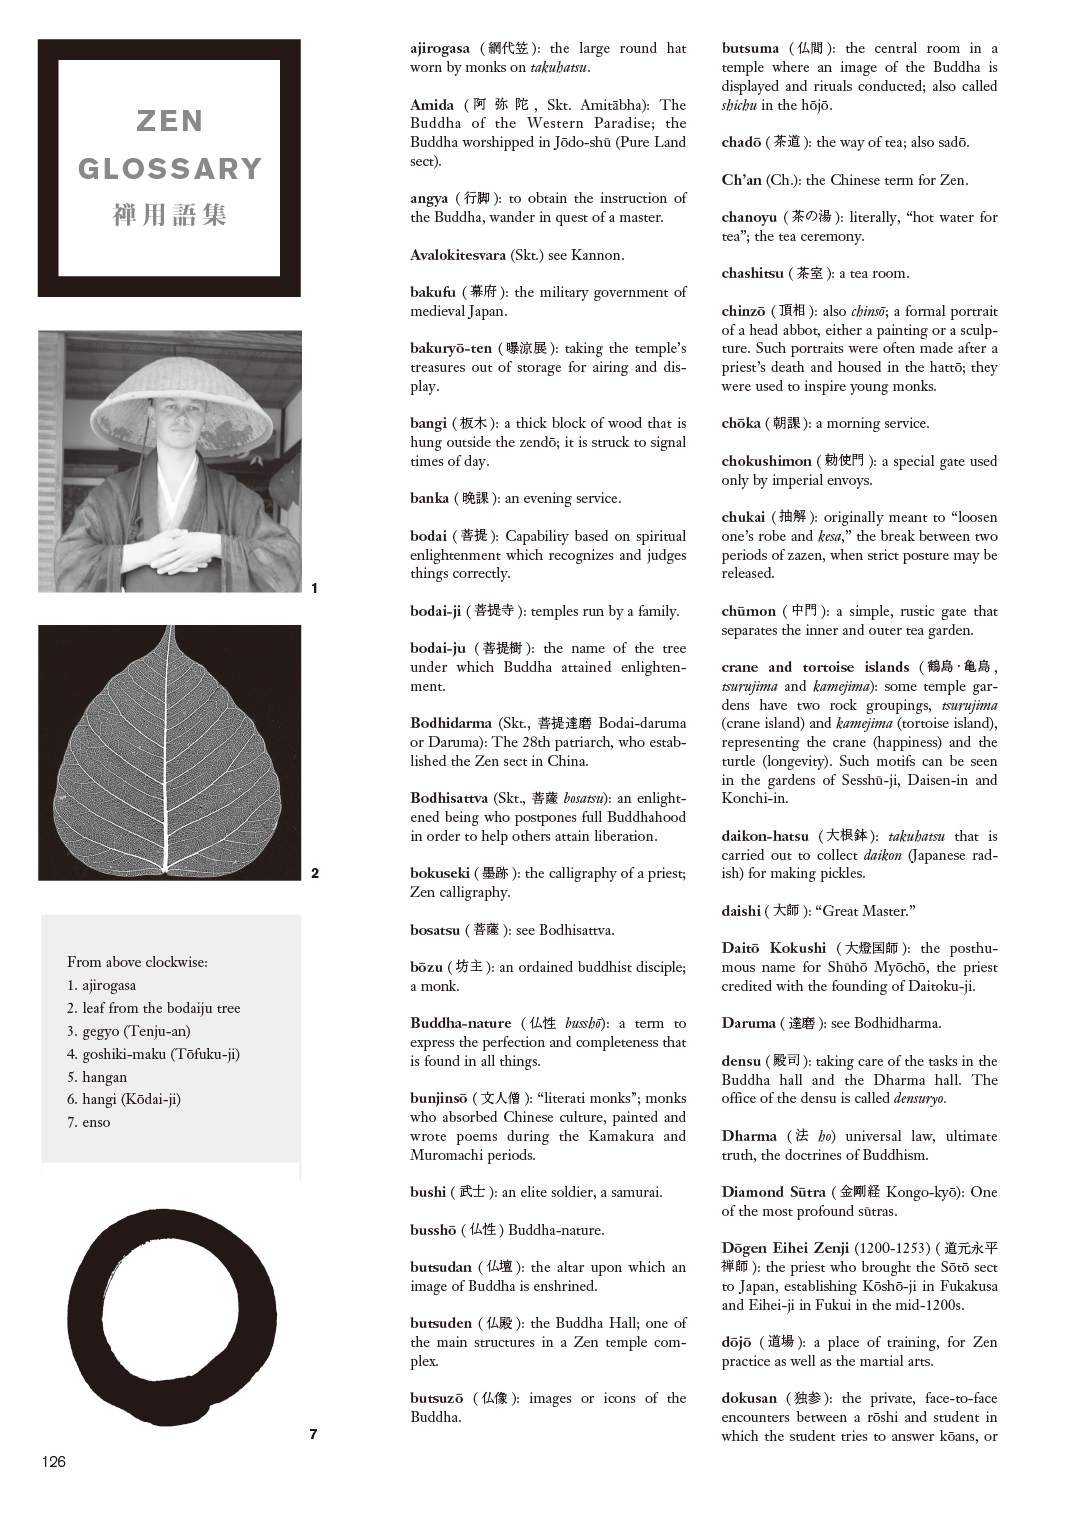 ZEN
GLOSSARY
禅用語集
1
2
From above clockwise:
1. ajirogasa
2. leaf from the bodaiju tree
3. gegyo (Tenju-an)
4. goshiki-maku (Tōfuku-ji)
5. hangan
6. hangi (Kōdai-ji)
7. enso
7
126
ajirogasa (網代笠): the large round hat
worn by monks on takuhatsu.
Amida (阿弥陀, Skt. Amitābha): The
Buddha of the Western Paradise; the
Buddha worshipped in Jōdo-shū (Pure Land
sect).
angya (行脚): to obtain the instruction of
the Buddha, wander in quest of a master.
Avalokitesvara (Skt.) see Kannon.
bakufu (幕府): the military government of
medieval Japan.
bakuryō-ten (曝涼展): taking the temple's
treasures out of storage for airing and dis-
play.
bangi (板木): a thick block of wood that is
hung outside the zendō; it is struck to signal
times of day.
banka (晩課): an evening service.
bodai (菩提): Capability based on spiritual
enlightenment which recognizes and judges
things correctly.
bodai-ji (菩提寺): temples run by a family.
bodai-ju (菩提樹): the name of the tree
under which Buddha attained enlighten-
ment.
Bodhidarma (Skt., 菩提達磨 Bodai-daruma
or Daruma): The 28th patriarch, who estab-
lished the Zen sect in China.
Bodhisattva (Skt., 菩薩 bosatsu): an enlight-
ened being who postpones full Buddhahood
in order to help others attain liberation.
bokuseki (墨跡): the calligraphy of a priest;
Zen calligraphy.
bosatsu (菩薩): see Bodhisattva.
bōzu (坊主): an ordained buddhist disciple;
a monk.
Buddha-nature (仏性 busshō): a term to
express the perfection and completeness that
is found in all things.
bunjinsō (文人僧): “literati monks”; monks
who absorbed Chinese culture, painted and
wrote poems during the Kamakura and
Muromachi periods.
bushi (武士): an elite soldier, a samurai.
busshō (仏性) Buddha-nature.
butsudan (仏壇): the altar upon which an
image of Buddha is enshrined.
butsuden (仏殿): the Buddha Hall; one of
the main structures in a Zen temple com-
plex.
butsuzō (仏像): images or icons of the
Buddha.
butsuma (仏間): the central room in a
temple where an image of the Buddha is
displayed and rituals conducted; also called
shichu in the hōjō.
chadō (茶道): the way of tea; also sadō.
Ch'an (Ch.): the Chinese term for Zen.
chanoyu (茶の湯): literally, “hot water for
tea”; the tea ceremony.
chashitsu (茶室): a tea room.
chinzō (頂相): also chinsō; a formal portrait
of a head abbot, either a painting or a sculp-
ture. Such portraits were often made after a
priest's death and housed in the hattō; they
were used to inspire young monks.
chōka (朝課): a morning service.
chokushimon (勅使門): a special gate used
only by imperial envoys.
chukai (抽解): originally meant to “loosen
one's robe and kesa,” the break between two
periods of zazen, when strict posture may be
released.
chūmon (中門): a simple, rustic gate that
separates the inner and outer tea garden.
crane and tortoise islands (鶴島·亀島,
tsurujima and kamejima): some temple gar-
dens have two rock groupings, tsurujima
(crane island) and kamejima (tortoise island),
representing the crane (happiness) and the
turtle (longevity). Such motifs can be seen
in the gardens of Sesshū-ji, Daisen-in and
Konchi-in.
daikon-hatsu (大根鉢): takuhatsu that is
carried out to collect daikon (Japanese rad-
ish) for making pickles.
daishi (大師): “Great Master.”
Daitō Kokushi (大燈国師): the posthu-
mous name for Shūhō Myōchō, the priest
credited with the founding of Daitoku-ji.
Daruma (達磨): see Bodhidharma.
densu (殿司): taking care of the tasks in the
Buddha hall and the Dharma hall. The
office of the densu is called densuryo.
Dharma (法 ho) universal law, ultimate
truth, the doctrines of Buddhism.
Diamond Sūtra (金剛経 Kongo-kyō): One
of the most profound sūtras.
Dōgen Eihei Zenji (1200-1253) (道元永平
禅師): the priest who brought the Sōtō sect
to Japan, establishing Kōshō-ji in Fukakusa
and Eihei-ji in Fukui in the mid-1200s.
dōjō (道場): a place of training, for Zen
practice as well as the martial arts.
dokusan (独参): the private, face-to-face
encounters between a rōshi and student in
which the student tries to answer kōans, or